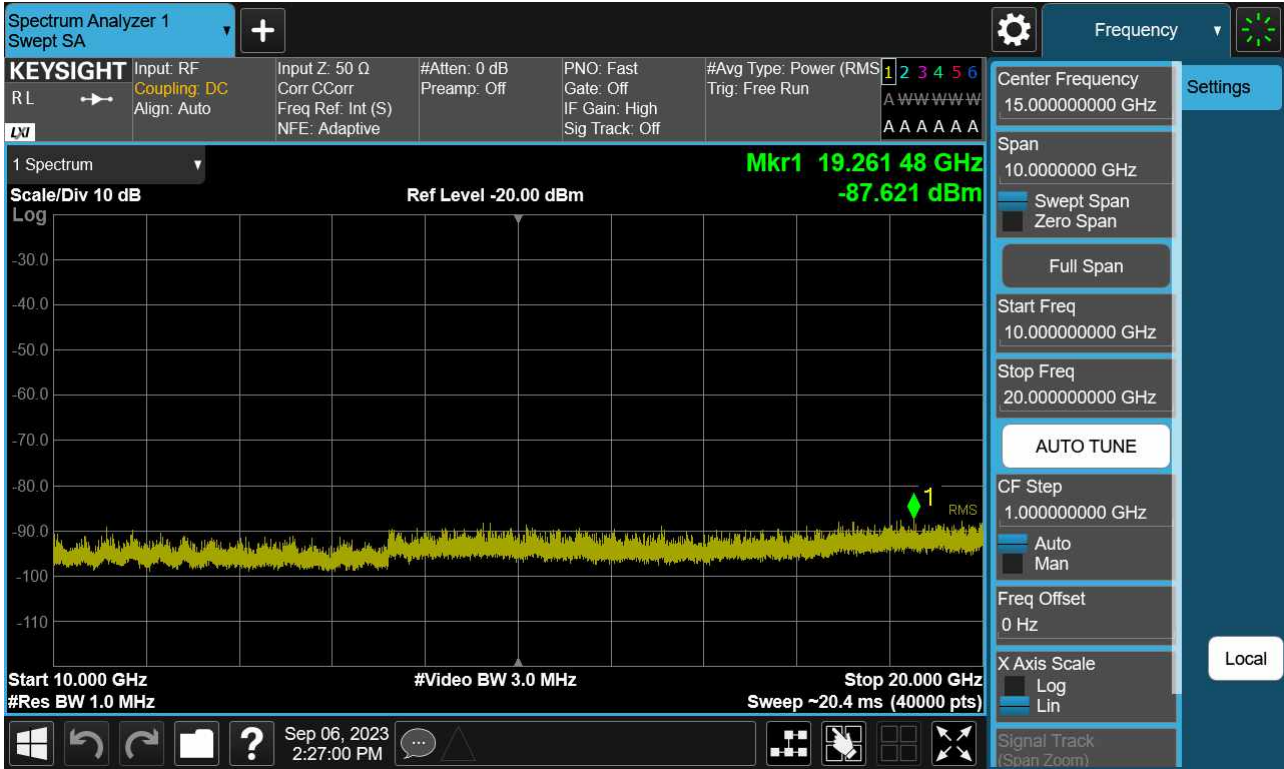 Spectrum Analyzer 1
Swept SA
Frequency
KEYSIGHT
RL
LXI
Input: RF
Coupling: DC
Align: Auto
Input Z: 50 Ω
Corr CCorr
Freq Ref: Int (S)
NFE: Adaptive
#Atten: 0 dB
Preamp: Off
PNO: Fast
Gate: Off
IF Gain: High
Sig Track: Off
#Avg Type: Power (RMS
Trig: Free Run
1 2 3 4 5 6
A W W W W W
A A A A A A
1 Spectrum
Scale/Div 10 dB
Log
Ref Level -20.00 dBm
Mkr1 19.261 48 GHz
-87.621 dBm
-30.0
-40.0
-50.0
-60.0
-70.0
-80.0
-90.0
-100
-110
1
RMS
Start 10.000 GHz
#Res BW 1.0 MHz
#Video BW 3.0 MHz
Stop 20.000 GHz
Sweep ~20.4 ms (40000 pts)
Center Frequency
15.000000000 GHz
Span
10.0000000 GHz
Swept Span
Zero Span
Full Span
Start Freq
10.000000000 GHz
Stop Freq
20.000000000 GHz
AUTO TUNE
CF Step
1.000000000 GHz
Auto
Man
Freq Offset
0 Hz
X Axis Scale
Log
Lin
Signal Track
(Span Zoom)
Settings
Local
?
Sep 06, 2023
2:27:00 PM